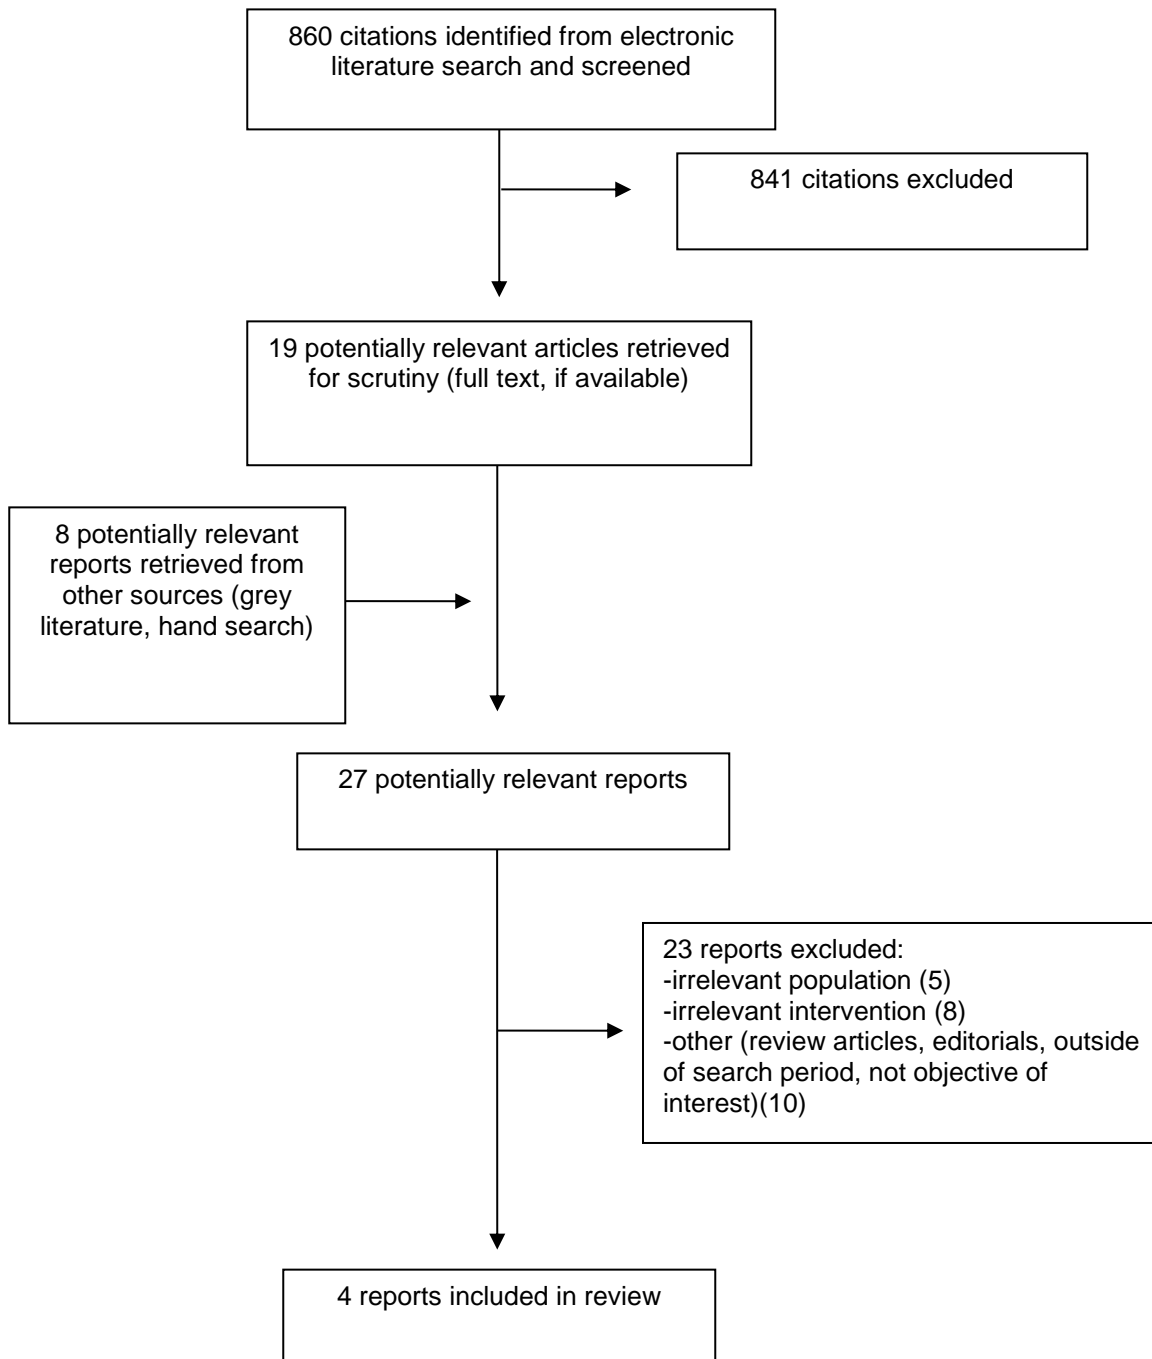 860 citations identified from electronic
literature search and screened
841 citations excluded
19 potentially relevant articles retrieved
for scrutiny (full text, if available)
8 potentially relevant
reports retrieved from
other sources (grey
literature, hand search)
27 potentially relevant reports
23 reports excluded:
-irrelevant population (5)
-irrelevant intervention (8)
-other (review articles, editorials, outside
of search period, not objective of
interest)(10)
4 reports included in review